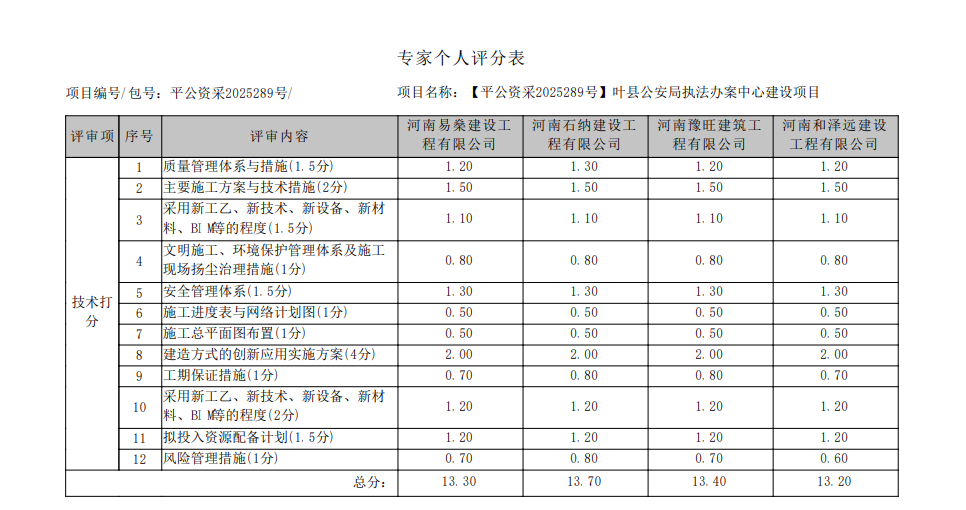 专家个人评分表
项目编号/包号：平公资采2025289号/ 项目名称：【平公资采2025289号】叶县公安局执法办案中心建设项目
评审项 序号 评审内容 河南易燊建设工程有限公司 河南石纳建设工程有限公司 河南豫旺建筑工程有限公司 河南和泽远建设工程有限公司
技术打分
1 质量管理体系与措施(1.5分) 1.20 1.30 1.20 1.20
2 主要施工方案与技术措施(2分) 1.50 1.50 1.50 1.50
3 采用新工乙、新技术、新设备、新材料、BIM等的程度(1.5分) 1.10 1.10 1.10 1.10
4 文明施工、环境保护管理体系及施工现场扬尘治理措施(1分) 0.80 0.80 0.80 0.80
5 安全管理体系(1.5分) 1.30 1.30 1.30 1.30
6 施工进度表与网络计划图(1分) 0.50 0.50 0.50 0.50
7 施工总平面图布置(1分) 0.50 0.50 0.50 0.50
8 建造方式的创新应用实施方案(4分) 2.00 2.00 2.00 2.00
9 工期保证措施(1分) 0.70 0.80 0.80 0.70
10 采用新工乙、新技术、新设备、新材料、BIM等的程度(2分) 1.20 1.20 1.20 1.20
11 拟投入资源配备计划(1.5分) 1.20 1.20 1.20 1.20
12 风险管理措施(1分) 0.70 0.80 0.70 0.60
总分： 13.30 13.70 13.40 13.20